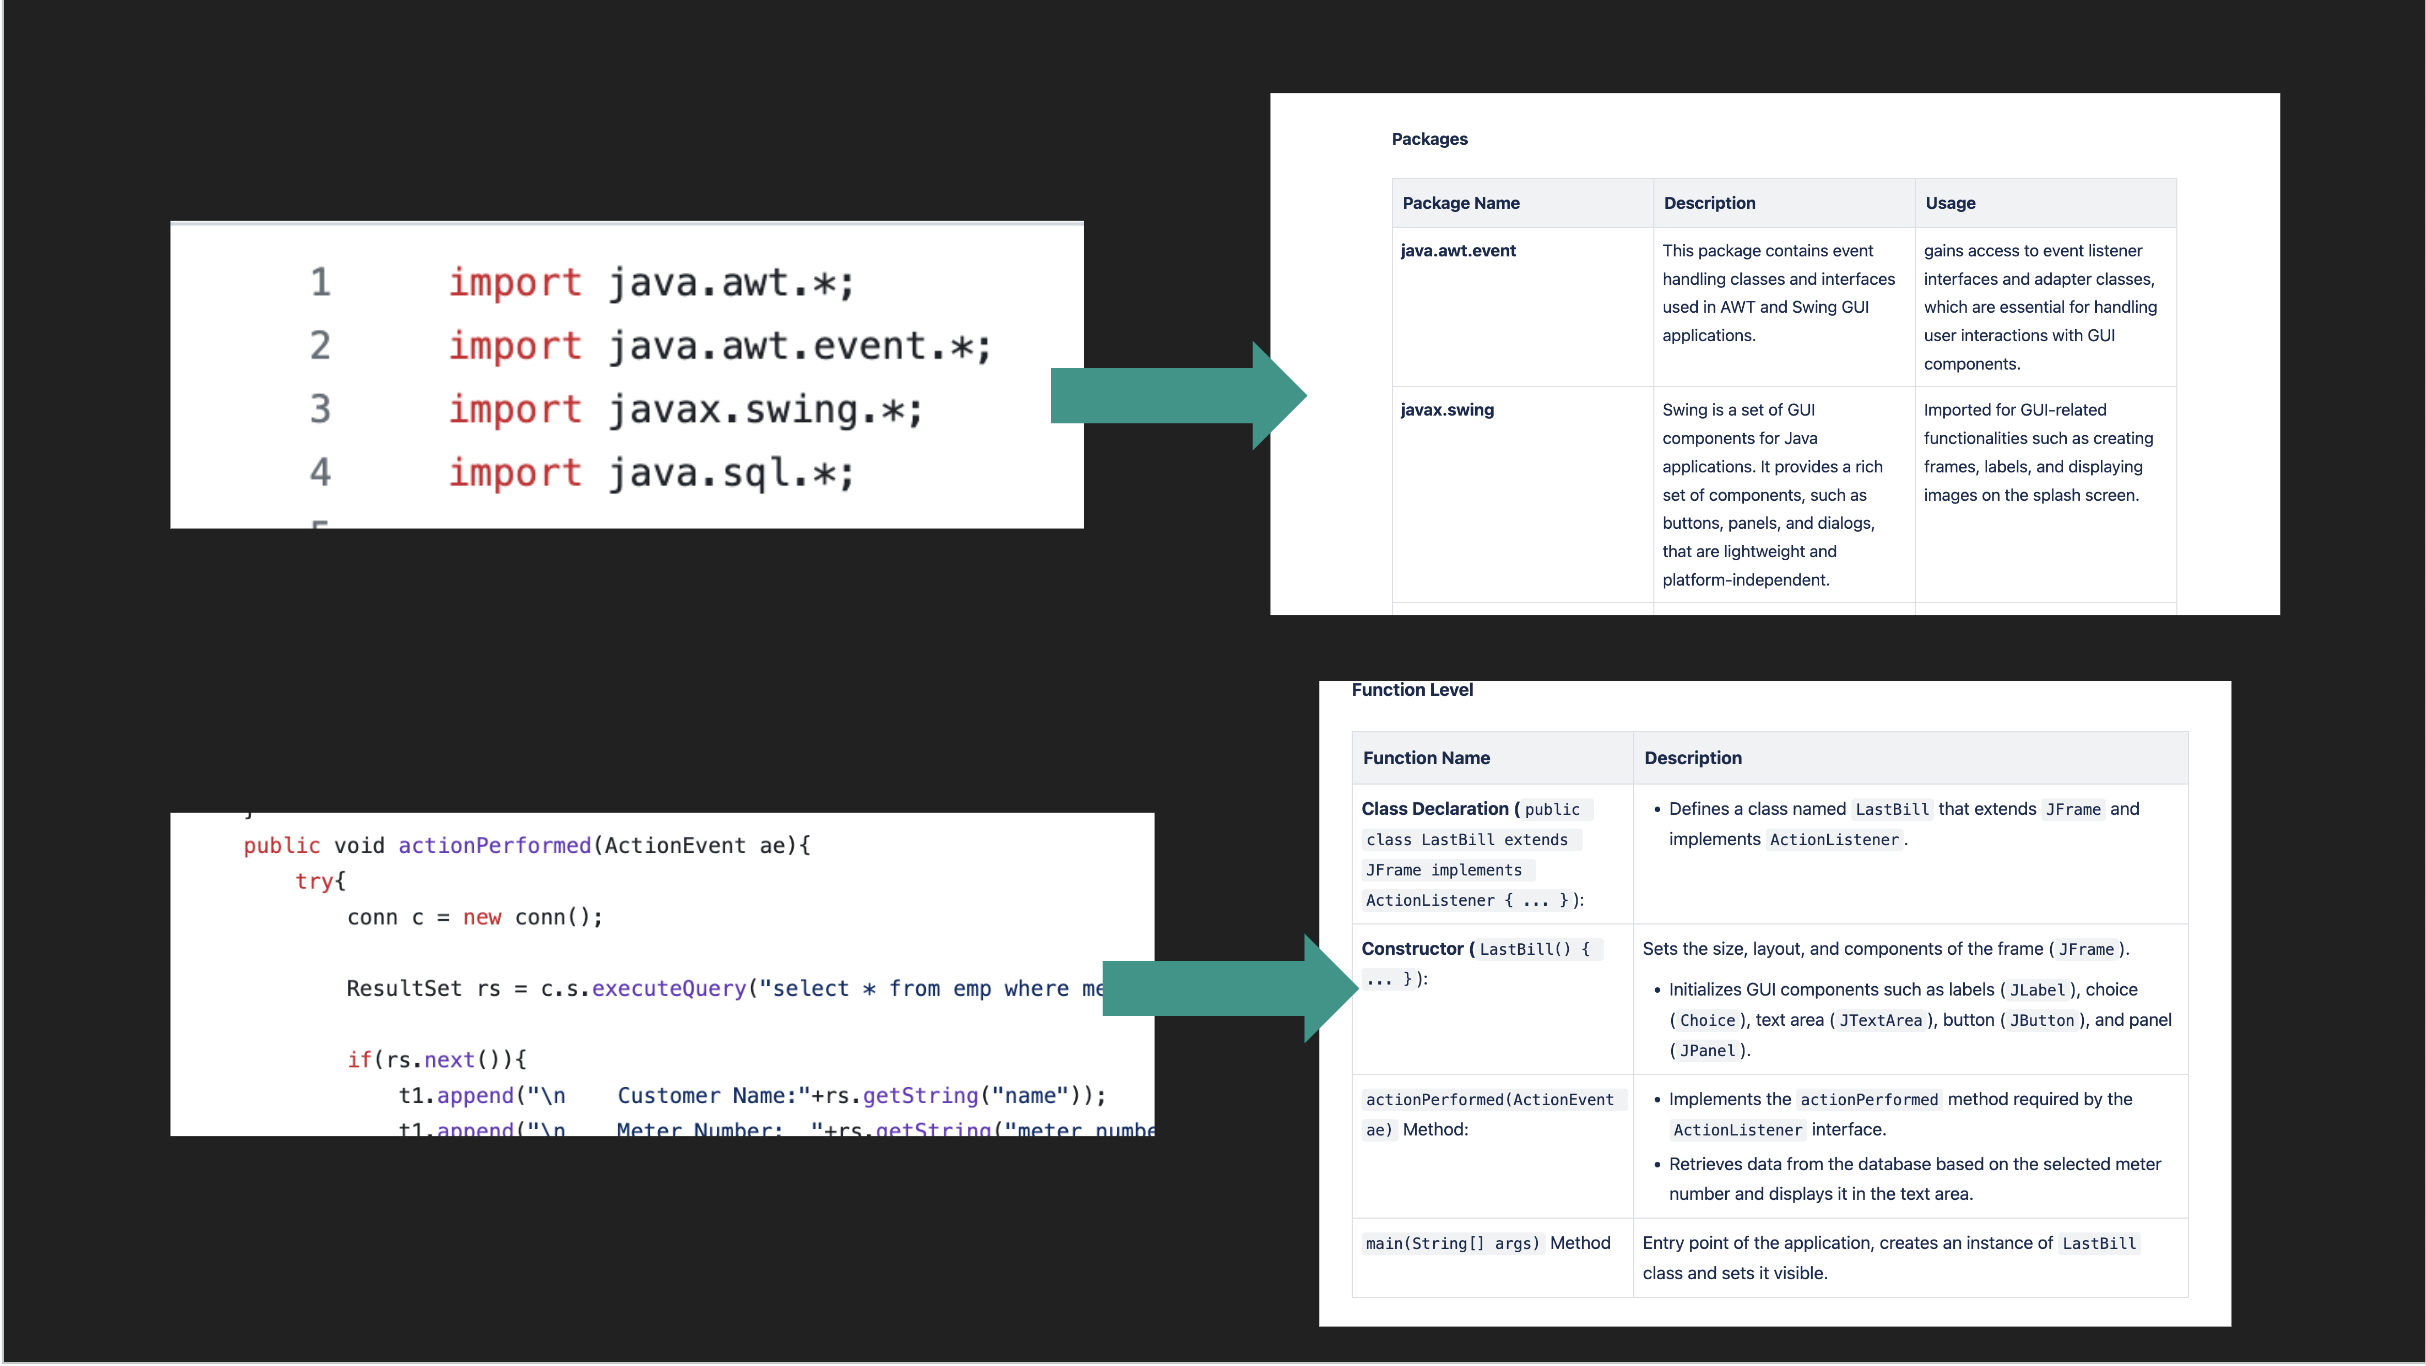 1 import java.awt.*;
2 import java.awt.event.*;
3 import javax.swing.*;
4 import java.sql.*;
Packages
Package Name Description Usage
java.awt.event
This package contains event
handling classes and interfaces
used in AWT and Swing GUI
applications.
gains access to event listener
interfaces and adapter classes,
which are essential for handling
user interactions with GUI
components.
javax.swing
Swing is a set of GUI
components for Java
applications. It provides a rich
set of components, such as
buttons, panels, and dialogs,
that are lightweight and
platform-independent.
Imported for GUI-related
functionalities such as creating
frames, labels, and displaying
images on the splash screen.
public void actionPerformed(ActionEvent ae){
try{
conn c = new conn();
ResultSet rs = c.s.executeQuery("select * from emp where me
if(rs.next()){
t1.append("\n    Customer Name:"+rs.getString("name"));
t1.append("\n    Meter Number:  "+rs.getString("meter numbe
Function Level
Function Name Description
Class Declaration ( public
class LastBill extends
JFrame implements
ActionListener { ... } ):
• Defines a class named LastBill that extends JFrame and
implements ActionListener .
Constructor ( LastBill() {
... } ):
Sets the size, layout, and components of the frame ( JFrame ).
• Initializes GUI components such as labels ( JLabel ), choice
( Choice ), text area ( JTextArea ), button ( JButton ), and panel
( JPanel ).
actionPerformed(ActionEvent
ae) Method:
• Implements the actionPerformed method required by the
ActionListener interface.
• Retrieves data from the database based on the selected meter
number and displays it in the text area.
main(String[] args) Method
Entry point of the application, creates an instance of LastBill
class and sets it visible.